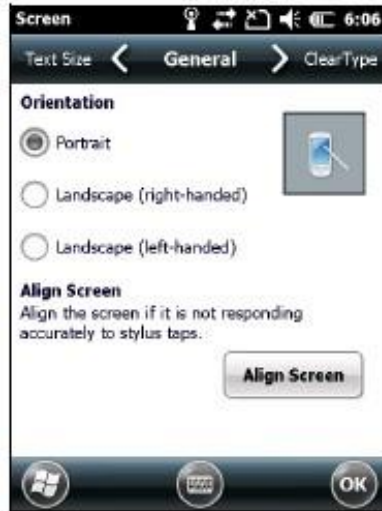 Screen 6:06
Text Size General ClearType
Orientation
Portrait
Landscape (right-handed)
Landscape (left-handed)
Align Screen
Align the screen if it is not responding
accurately to stylus taps.
Align Screen
OK